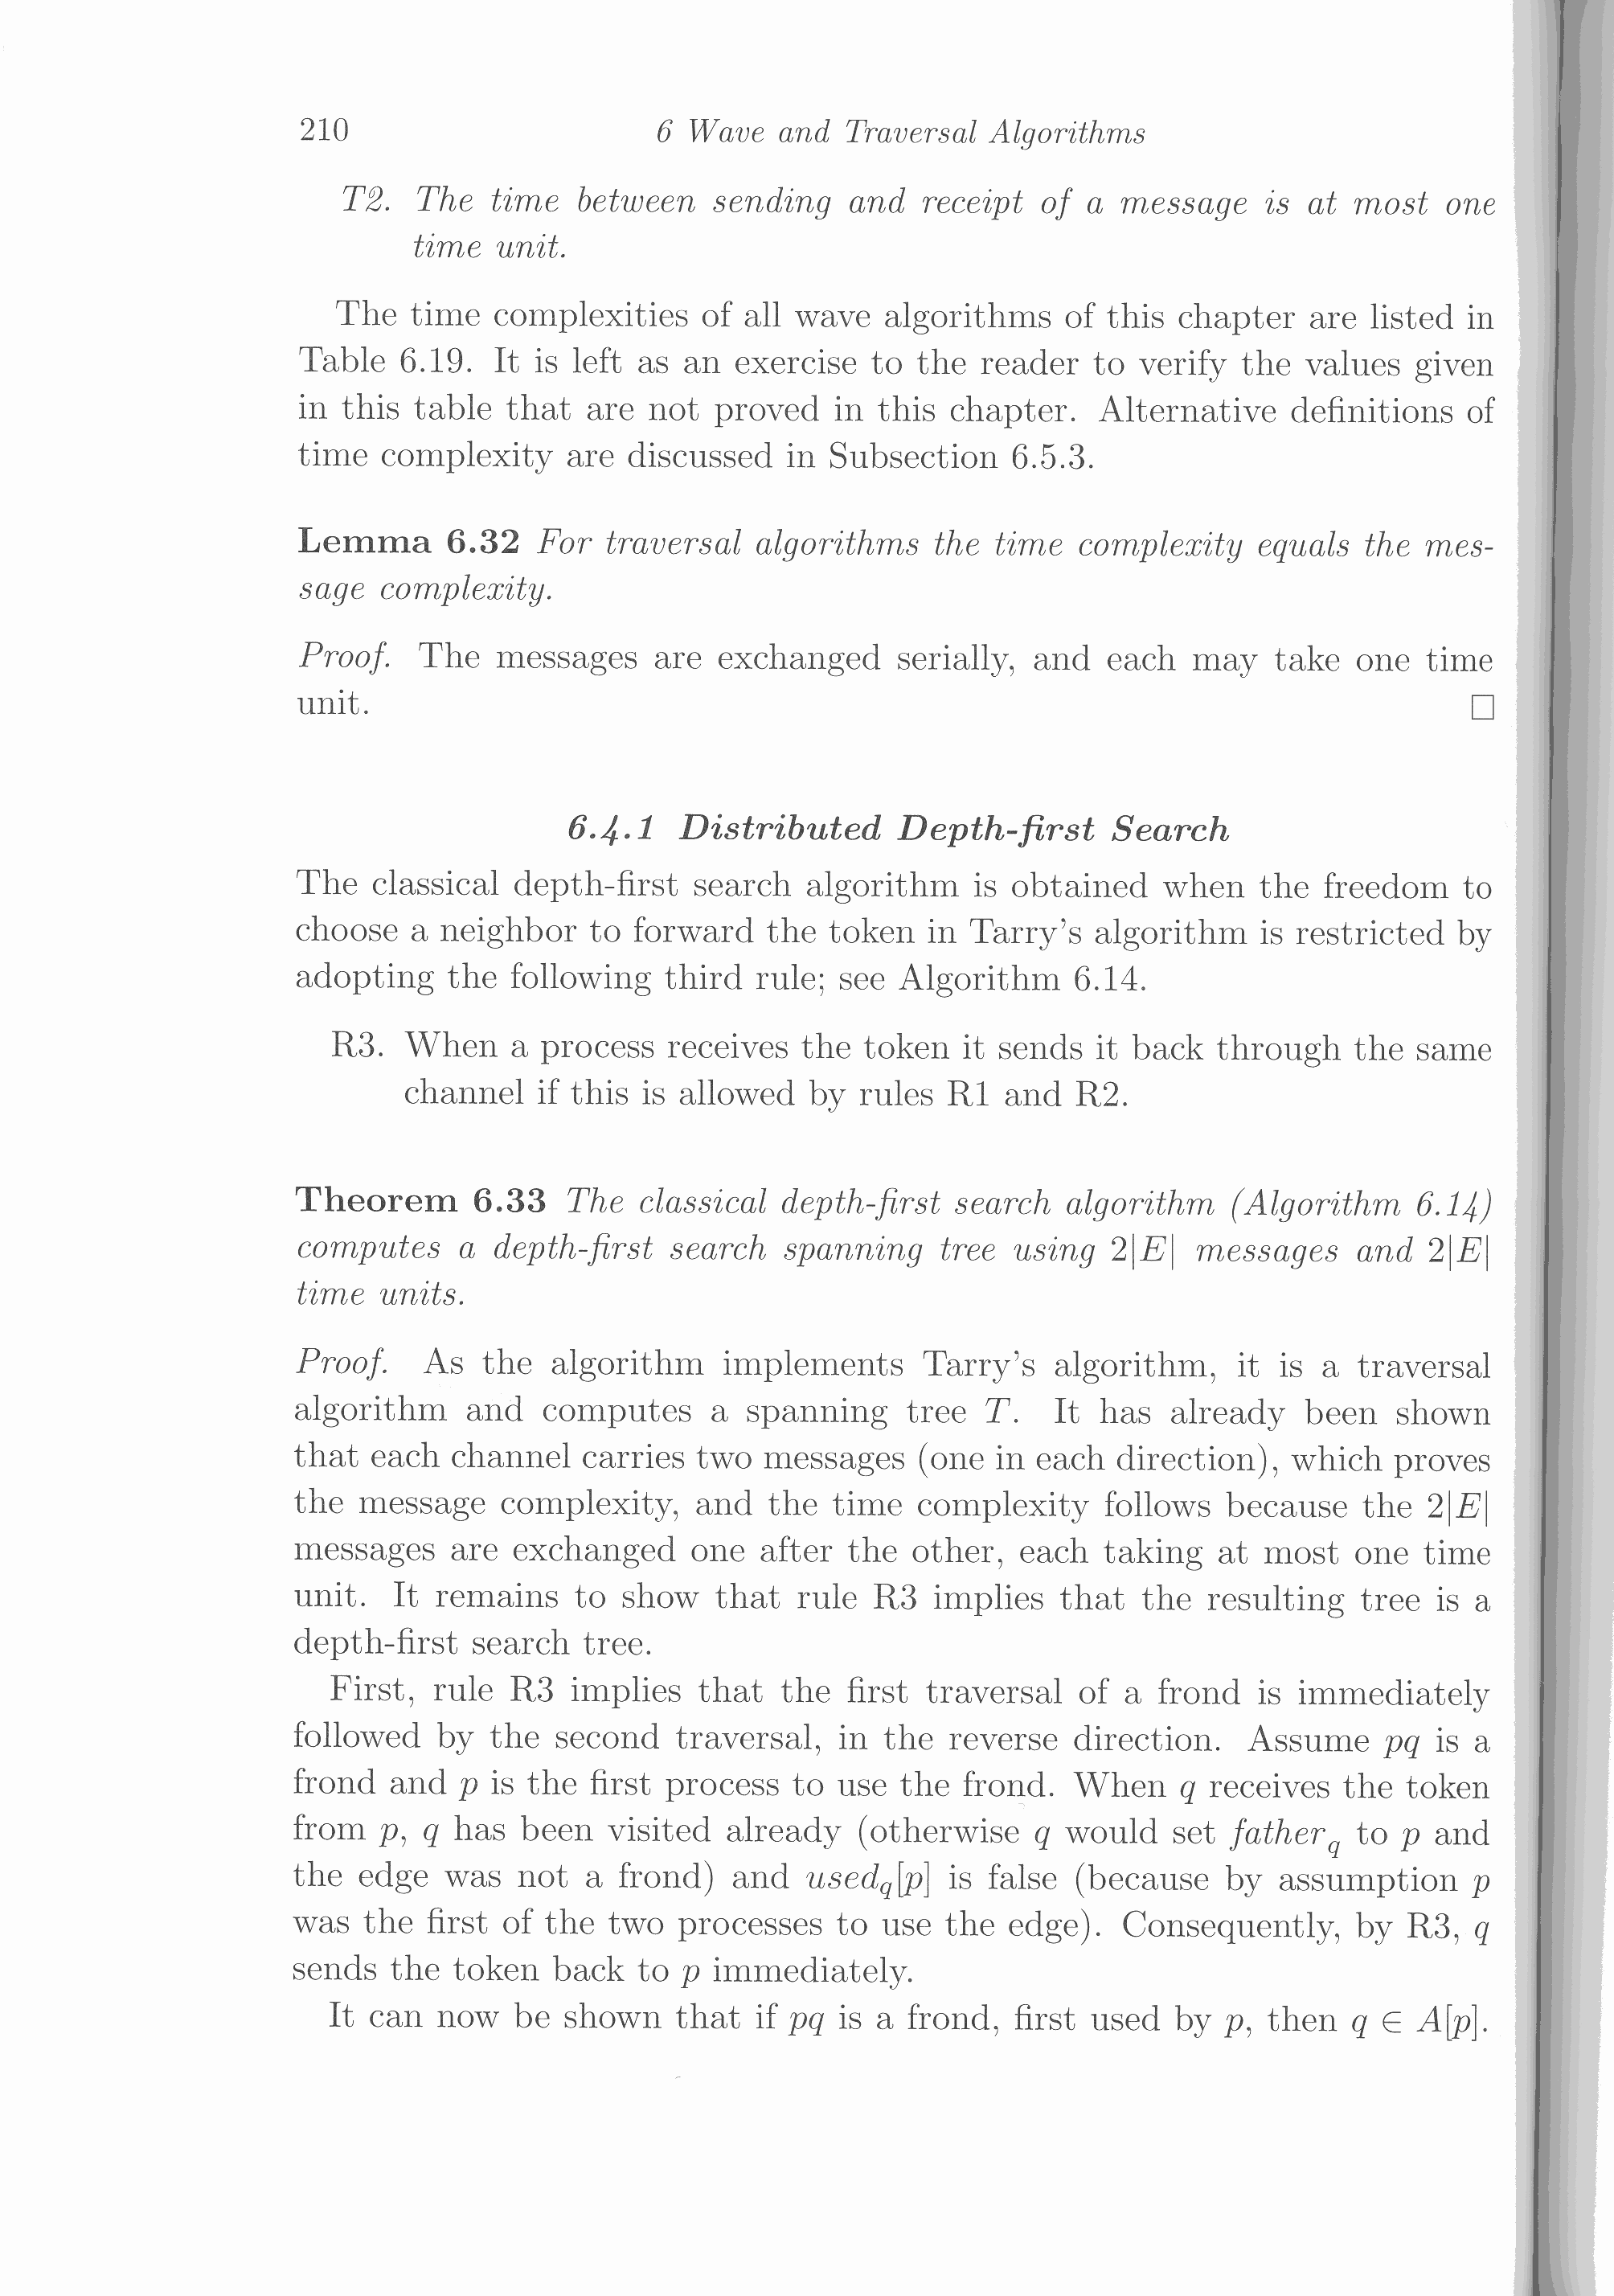 210 6 Wave and Traversal Algorithms
T2. The time between sending and receipt of a message is at most one
time unit.
The time complexities of all wave algorithms of this chapter are listed in
Table 6.19. It is left as an exercise to the reader to verify the values given
in this table that are not proved in this chapter. Alternative definitions of
time complexity are discussed in Subsection 6.5.3.
Lemma 6.32 For traversal algorithms the time complexity equals the mes-
sage complexity.
Proof. The messages are exchanged serially, and each may take one time
unit. □
6.4.1 Distributed Depth-first Search
The classical depth-first search algorithm is obtained when the freedom to
choose a neighbor to forward the token in Tarry's algorithm is restricted by
adopting the following third rule; see Algorithm 6.14.
R3. When a process receives the token it sends it back through the same
channel if this is allowed by rules R1 and R2.
Theorem 6.33 The classical depth-first search algorithm (Algorithm 6.14)
computes a depth-first search spanning tree using 2|E| messages and 2|E|
time units.
Proof. As the algorithm implements Tarry's algorithm, it is a traversal
algorithm and computes a spanning tree T. It has already been shown
that each channel carries two messages (one in each direction), which proves
the message complexity, and the time complexity follows because the 2|E|
messages are exchanged one after the other, each taking at most one time
unit. It remains to show that rule R3 implies that the resulting tree is a
depth-first search tree.
First, rule R3 implies that the first traversal of a frond is immediately
followed by the second traversal, in the reverse direction. Assume pq is a
frond and p is the first process to use the frond. When q receives the token
from p, q has been visited already (otherwise q would set father_q to p and
the edge was not a frond) and used_q[p] is false (because by assumption p
was the first of the two processes to use the edge). Consequently, by R3, q
sends the token back to p immediately.
It can now be shown that if pq is a frond, first used by p, then q ∈ A[p].